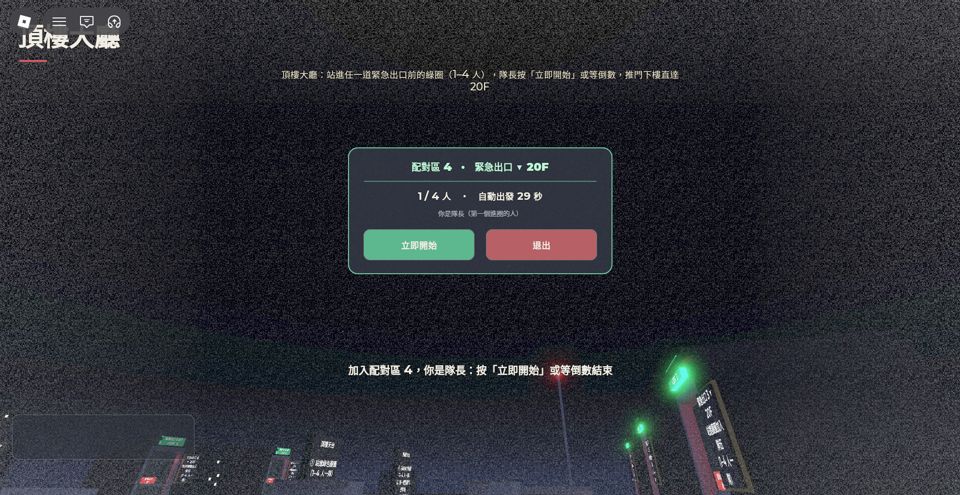 頂樓大廳
頂樓大廳：站進任一道緊急出口前的綠圈（1–4 人），隊長按「立即開始」或等倒數，推門下樓直達
20F
配對區 4 • 緊急出口 ▼ 20F
1 / 4 人 • 自動出發 29 秒
你是隊長（第一個進圈的人）
立即開始
退出
加入配對區 4，你是隊長：按「立即開始」或等倒數結束
20F